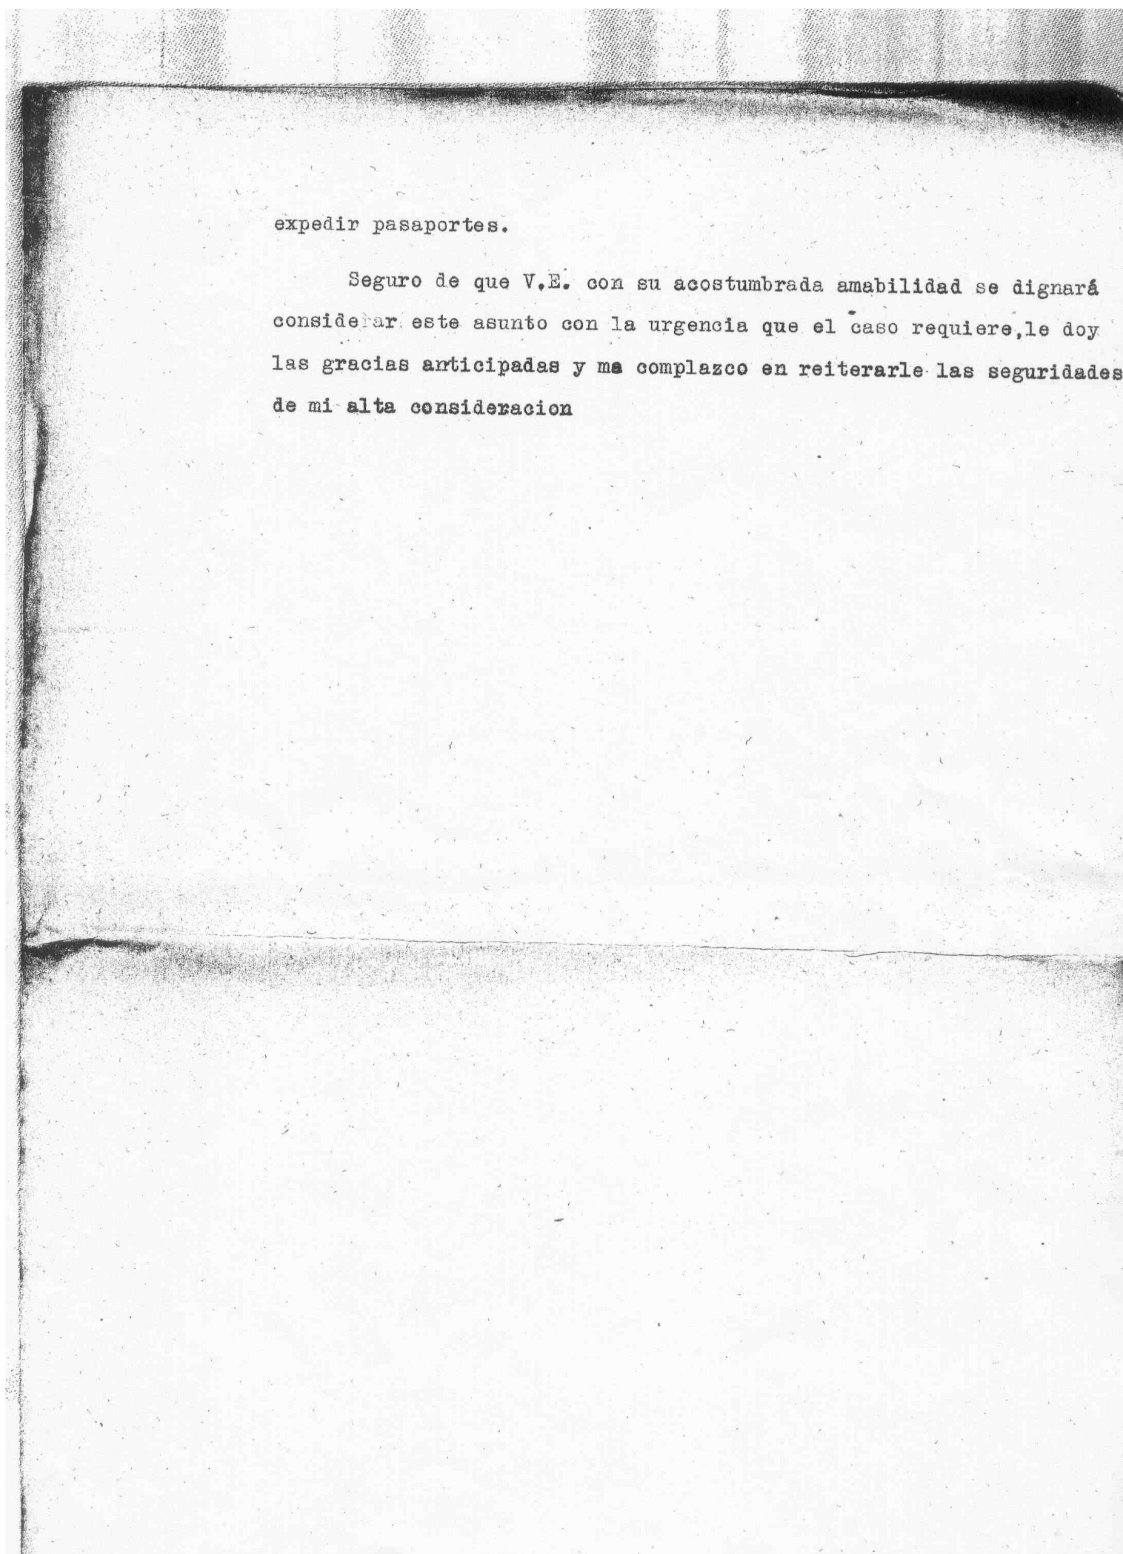 expedir pasaportes.
Seguro de que V.E. con su acostumbrada amabilidad se dignará
considerar este asunto con la urgencia que el caso requiere,le doy
las gracias anticipadas y me complazco en reiterarle las seguridades
de mi alta consideracion